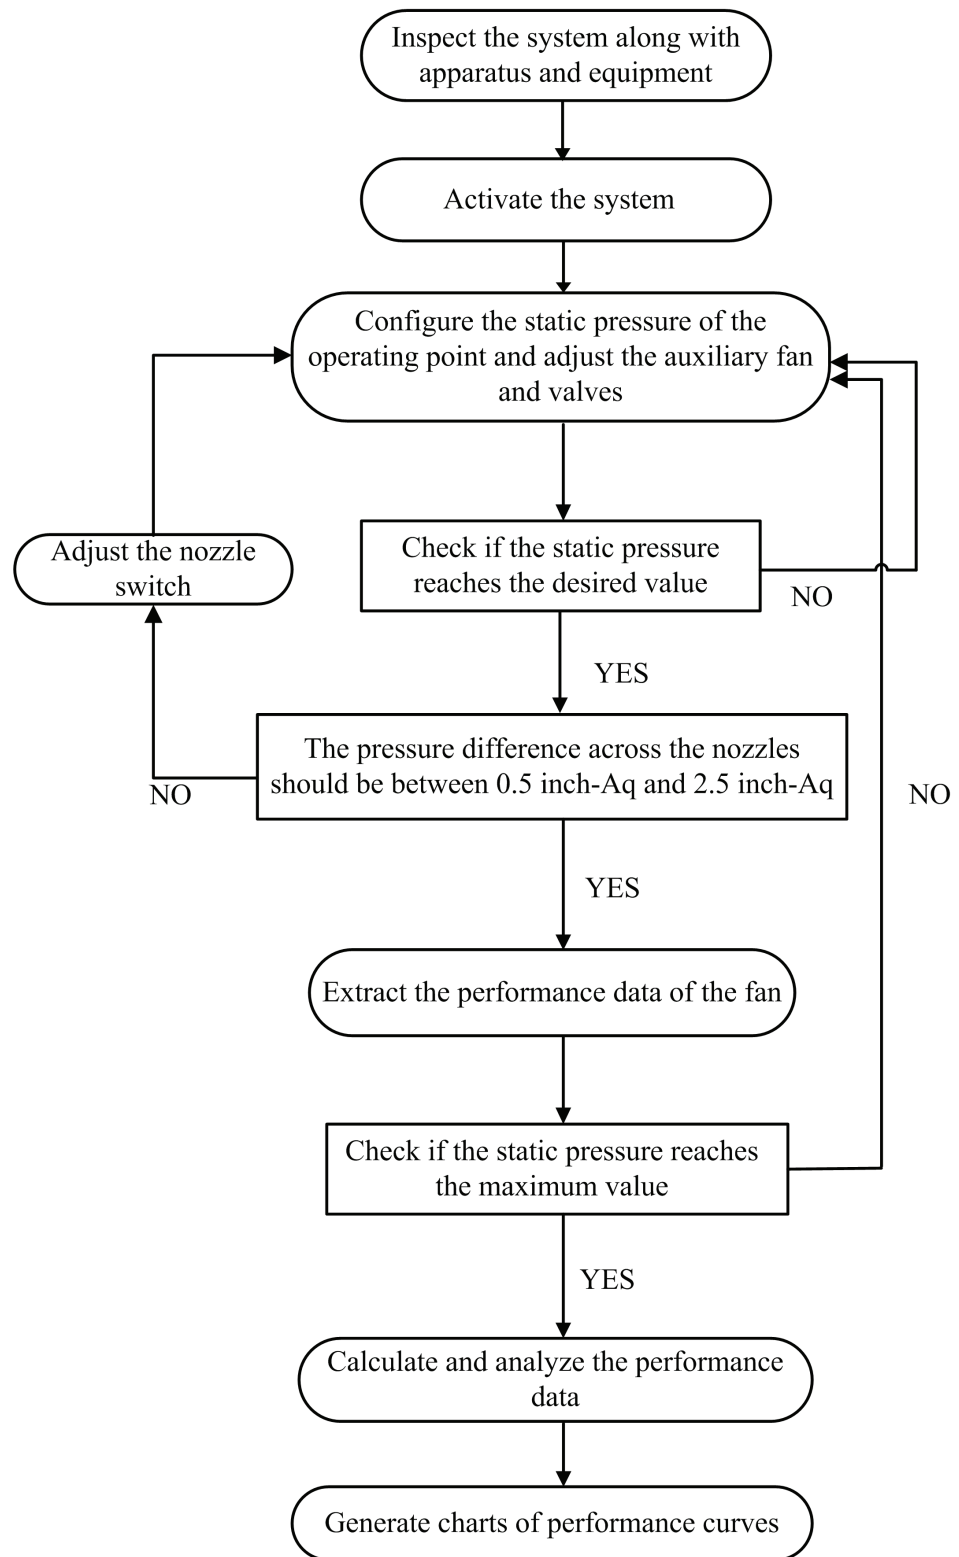 Inspect the system along with
apparatus and equipment
Activate the system
Configure the static pressure of the
operating point and adjust the auxiliary fan
and valves
Adjust the nozzle
switch
Check if the static pressure
reaches the desired value
NO
YES
The pressure difference across the nozzles
should be between 0.5 inch-Aq and 2.5 inch-Aq
NO
NO
YES
Extract the performance data of the fan
Check if the static pressure reaches
the maximum value
YES
Calculate and analyze the performance
data
Generate charts of performance curves